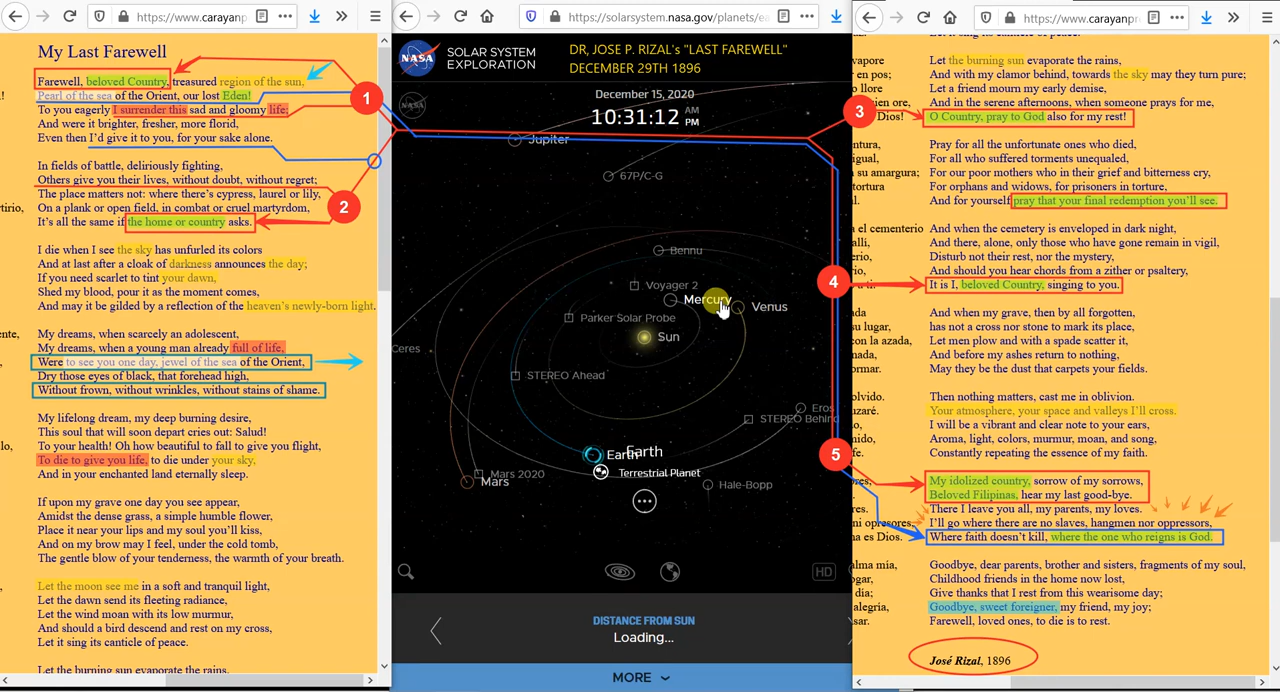 https://www.carayanp
My Last Farewell
Farewell, beloved Country, treasured region of the sun,
Pearl of the sea of the Orient, our lost Eden!
To you eagerly I surrender this sad and gloomy life;
And were it brighter, fresher, more florid,
Even then I'd give it to you, for your sake alone.
In fields of battle, deliriously fighting,
Others give you their lives, without doubt, without regret;
The place matters not: where there's cypress, laurel or lily,
On a plank or open field, in combat or cruel martyrdom,
It's all the same if the home or country asks.
I die when I see the sky has unfurled its colors
And at last after a cloak of darkness announces the day;
If you need scarlet to tint your dawn,
Shed my blood, pour it as the moment comes,
And may it be gilded by a reflection of the heaven's newly-born light.
My dreams, when scarcely an adolescent,
My dreams, when a young man already full of life,
Were to see you one day, jewel of the sea of the Orient,
Dry those eyes of black, that forehead high,
Without frown, without wrinkles, without stains of shame.
My lifelong dream, my deep burning desire,
This soul that will soon depart cries out: Salud!
To your health! Oh how beautiful to fall to give you flight,
To die to give you life, to die under your sky,
And in your enchanted land eternally sleep.
If upon my grave one day you see appear,
Amidst the dense grass, a simple humble flower,
Place it near your lips and my soul you'll kiss,
And on my brow may I feel, under the cold tomb,
The gentle blow of your tenderness, the warmth of your breath.
Let the moon see me in a soft and tranquil light,
Let the dawn send its fleeting radiance,
Let the wind moan with its low murmur,
And should a bird descend and rest on my cross,
Let it sing its canticle of peace.
Let the burning sun evaporate the rains,
1
2
https://solarsystem.nasa.gov/planets/ea
NASA
SOLAR SYSTEM
EXPLORATION
DR, JOSE P. RIZAL's "LAST FAREWELL"
DECEMBER 29TH 1896
NASA
December 15, 2020
10:31:12 AM
PM
Jupiter
67P/C-G
Bennu
Voyager 2
Mercury
Venus
Parker Solar Probe
Sun
Ceres
STEREO Ahead
Eros
STEREO Behind
Earth
Earth
Terrestrial Planet
Mars 2020
Mars
Hale-Bopp
HD
DISTANCE FROM SUN
Loading...
MORE
3
4
5
https://www.carayanpr
Let it sing its canticle of peace.
Let the burning sun evaporate the rains,
And with my clamor behind, towards the sky may they turn pure;
Let a friend mourn my early demise,
And in the serene afternoons, when someone prays for me,
O Country, pray to God also for my rest!
Pray for all the unfortunate ones who died,
For all who suffered torments unequaled,
For our poor mothers who in their grief and bitterness cry,
For orphans and widows, for prisoners in torture,
And for yourself pray that your final redemption you'll see.
And when the cemetery is enveloped in dark night,
And there, alone, only those who have gone remain in vigil,
Disturb not their rest, nor the mystery,
And should you hear chords from a zither or psaltery,
It is I, beloved Country, singing to you.
And when my grave, then by all forgotten,
has not a cross nor stone to mark its place,
Let men plow and with a spade scatter it,
And before my ashes return to nothing,
May they be the dust that carpets your fields.
Then nothing matters, cast me in oblivion.
Your atmosphere, your space and valleys I'll cross.
I will be a vibrant and clear note to your ears,
Aroma, light, colors, murmur, moan, and song,
Constantly repeating the essence of my faith.
My idolized country, sorrow of my sorrows,
Beloved Filipinas, hear my last good-bye.
There I leave you all, my parents, my loves.
I'll go where there are no slaves, hangmen nor oppressors,
Where faith doesn't kill, where the one who reigns is God.
Goodbye, dear parents, brother and sisters, fragments of my soul,
Childhood friends in the home now lost,
Give thanks that I rest from this wearisome day;
Goodbye, sweet foreigner, my friend, my joy;
Farewell, loved ones, to die is to rest.
José Rizal, 1896